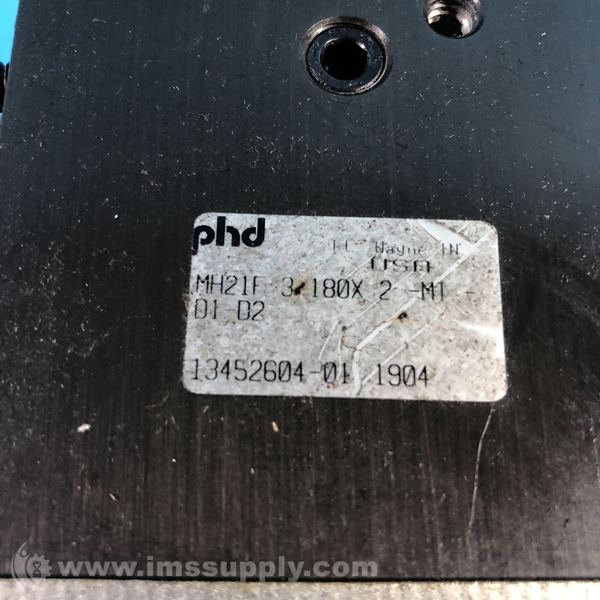 phd Ft. Wayne IN
USA
MH21F 3/180X 2 -M1 -
D1-D2
13452604-01 1904
www.imssupply.com